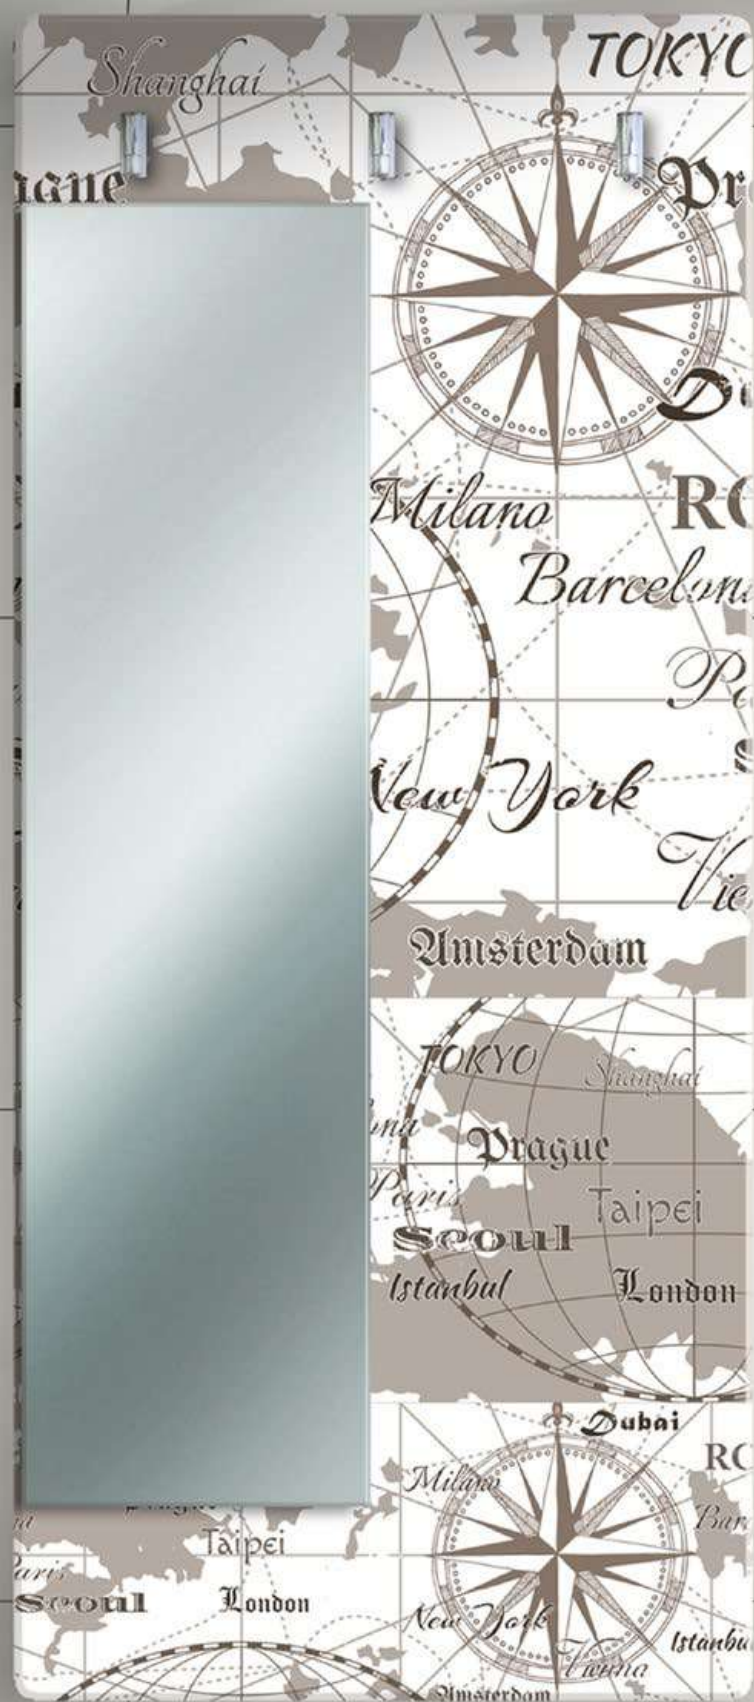 TOKYO
Shanghai
Milano
Barcelona
New York
Amsterdam
TOKYO
Shanghai
Prague
Paris
Taipei
Seoul
Istanbul
London
Dubai
Milano
Taipei
Seoul
London
New York
Istanbu
Vienna
Amsterdam